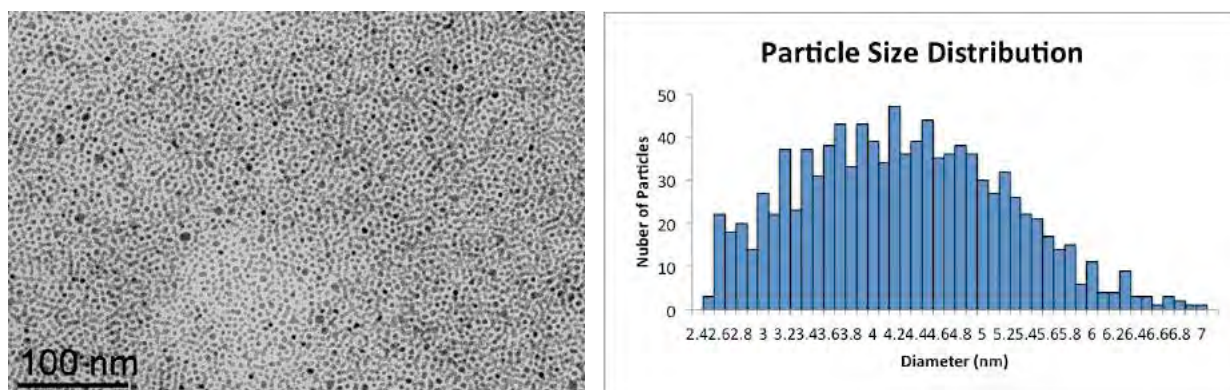 100 nm
Particle Size Distribution
Nuber of Particles
50
40
30
20
10
0
2.42.62.8 3 3.23.43.63.8 4 4.24.44.64.8 5 5.25.45.65.8 6 6.26.46.66.8 7
Diameter (nm)